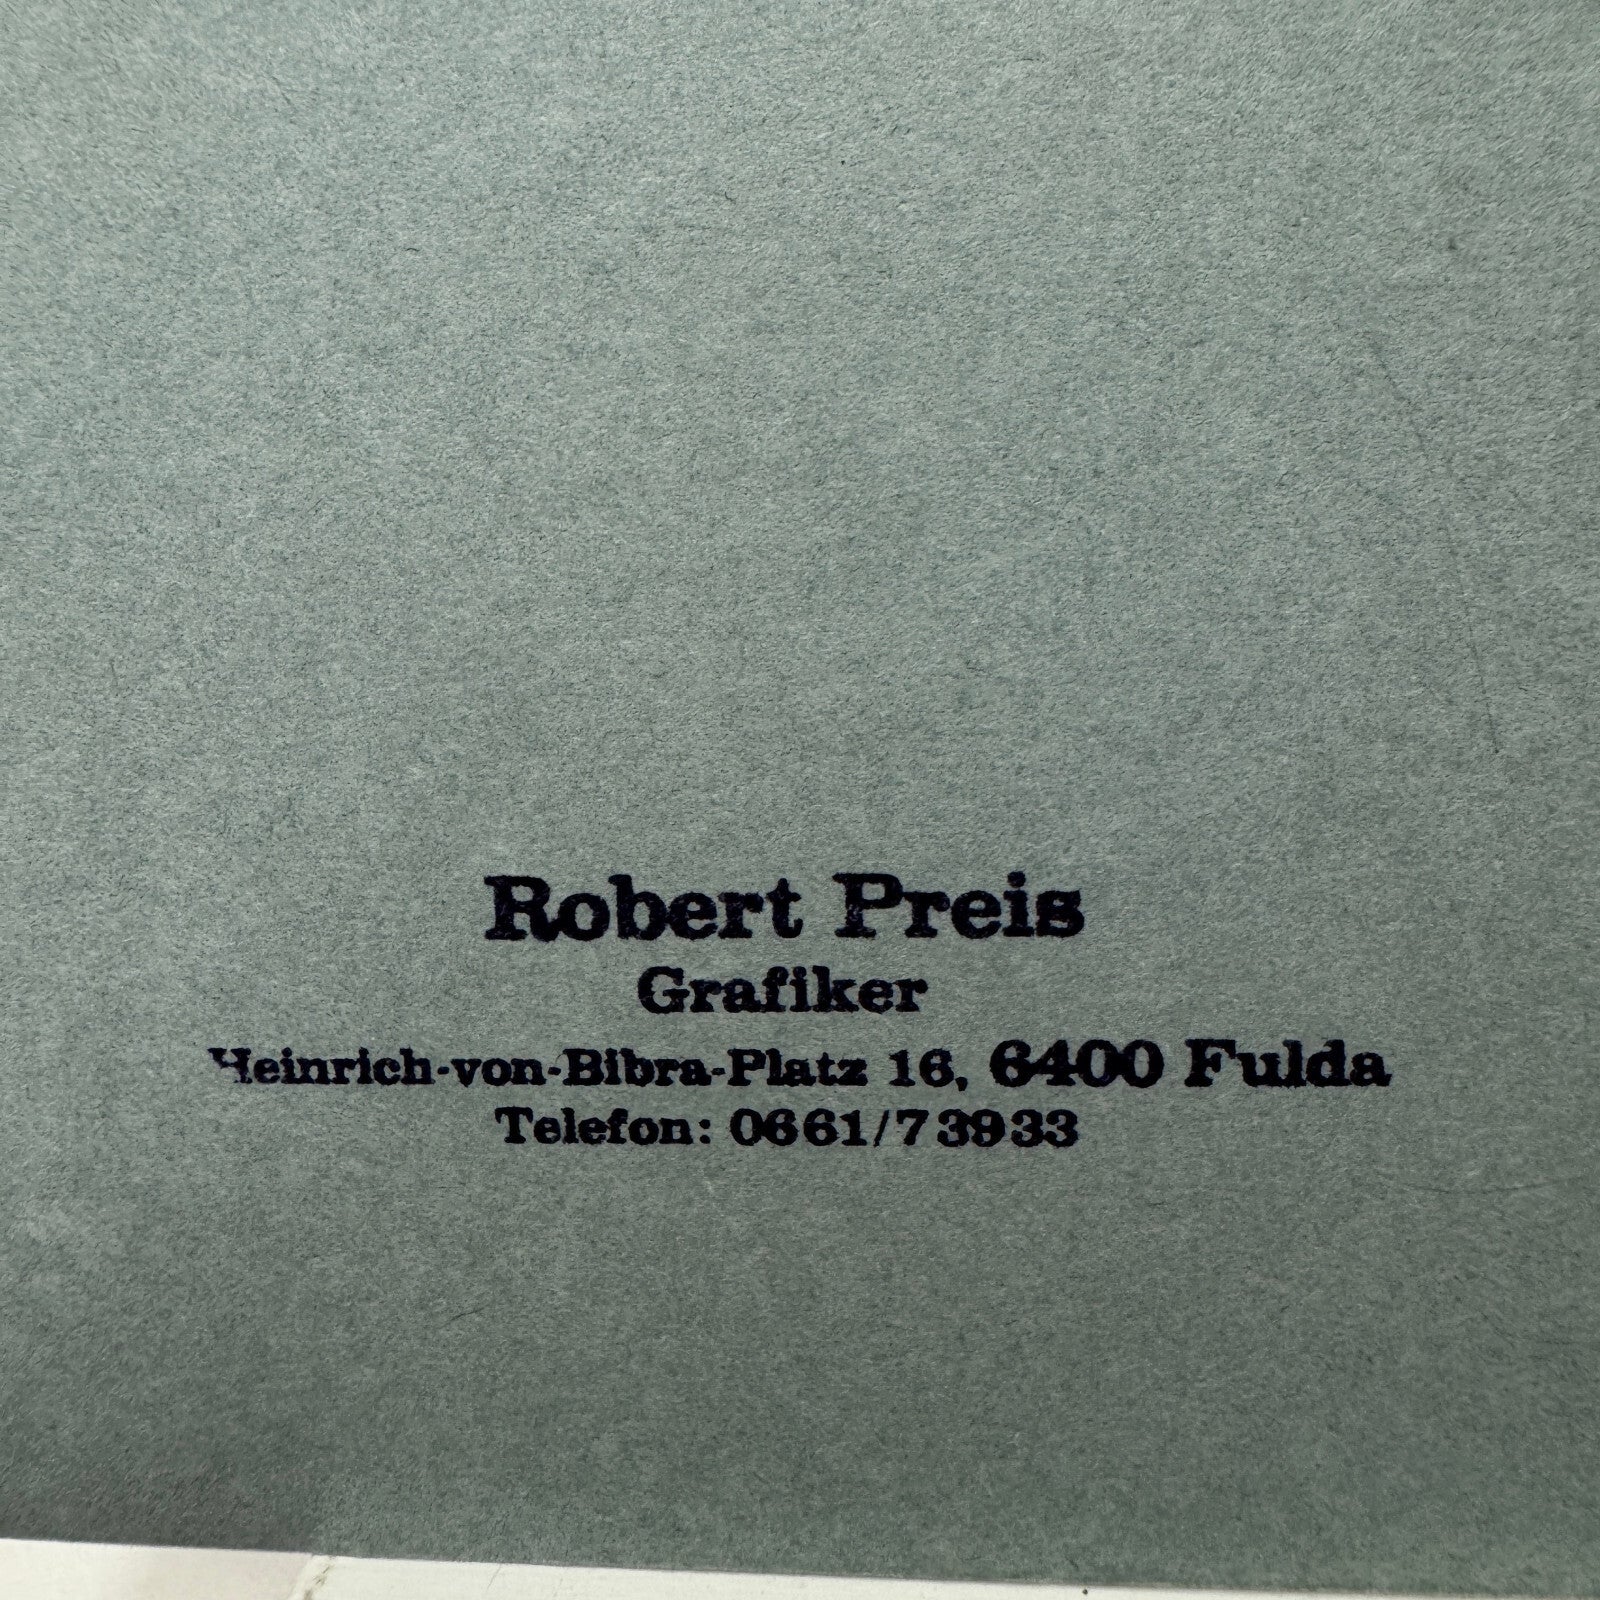 Robert Preis
Grafiker
Heinrich-von-Bibra-Platz 16, 6400 Fulda
Telefon: 0661/73933